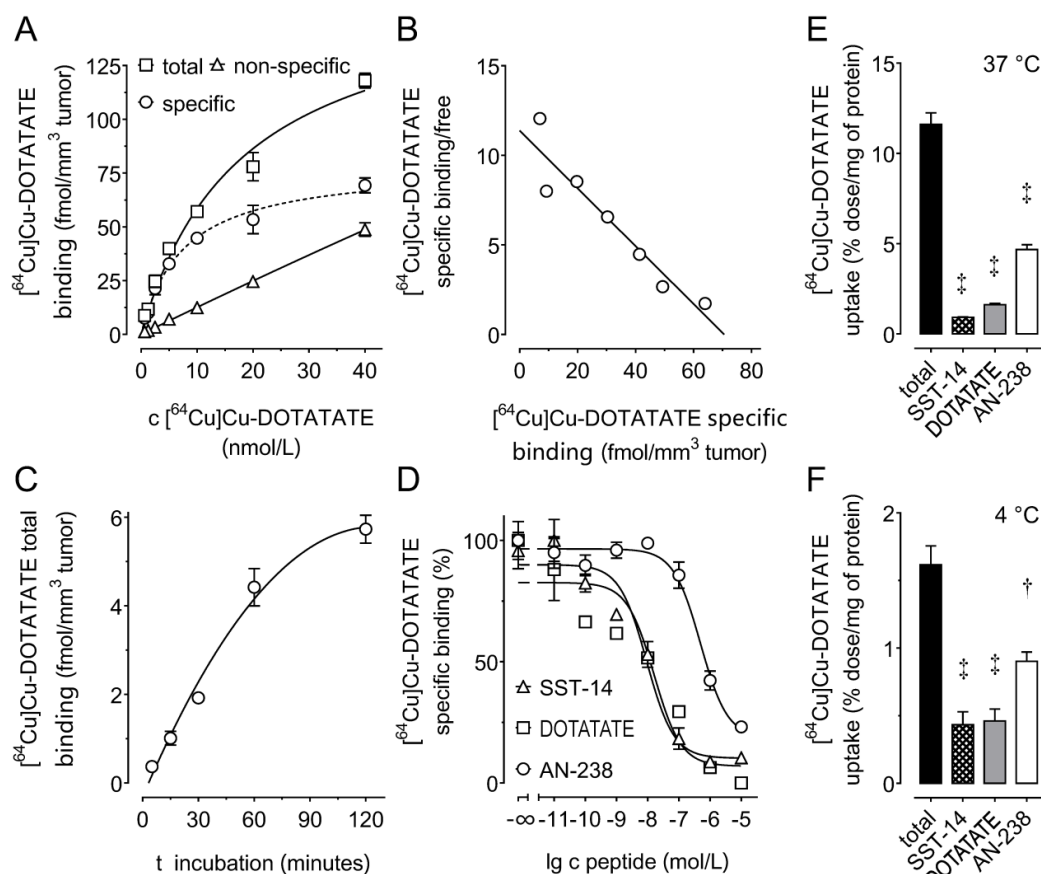 A
[⁶⁴Cu]Cu-DOTATATE
binding (fmol/mm³ tumor)
125
100
75
50
25
0
total
non-specific
specific
0 10 20 30 40
c [⁶⁴Cu]Cu-DOTATATE
(nmol/L)
B
[⁶⁴Cu]Cu-DOTATATE
specific binding/free
15
10
5
0
0 20 40 60 80
[⁶⁴Cu]Cu-DOTATATE specific
binding (fmol/mm³ tumor)
E
[⁶⁴Cu]Cu-DOTATATE
uptake (% dose/mg of protein)
37 °C
15
10
5
0
‡
‡
‡
total
SST-14
DOTATATE
AN-238
C
[⁶⁴Cu]Cu-DOTATATE total
binding (fmol/mm³ tumor)
6
4
2
0
0 30 60 90 120
t incubation (minutes)
D
[⁶⁴Cu]Cu-DOTATATE
specific binding (%)
100
50
0
SST-14
DOTATATE
AN-238
-∞ -11 -10 -9 -8 -7 -6 -5
lg c peptide (mol/L)
F
[⁶⁴Cu]Cu-DOTATATE
uptake (% dose/mg of protein)
4 °C
2
1
0
‡
‡
†
total
SST-14
DOTATATE
AN-238